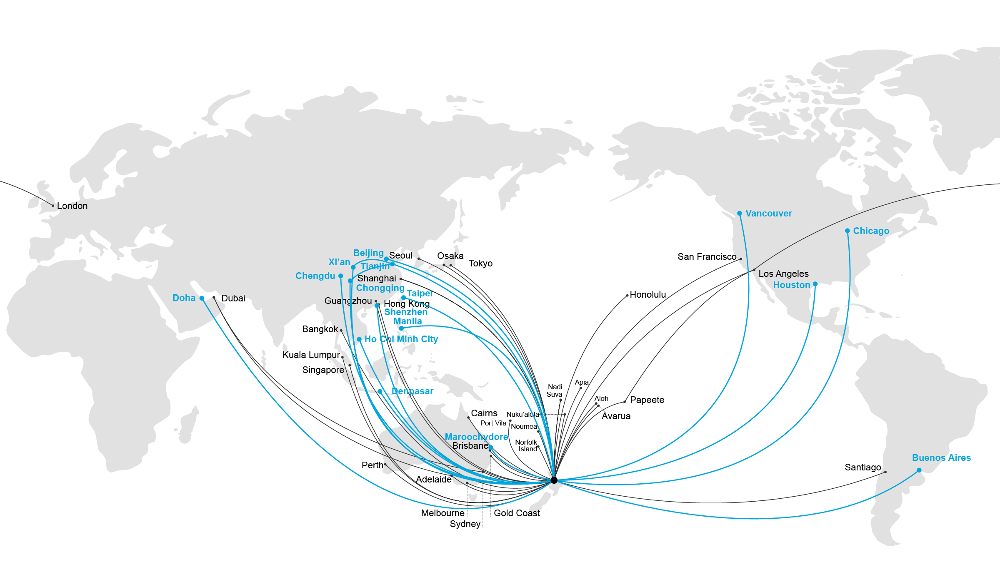 London
Vancouver
Chicago
Beijing
Seoul
Osaka
Tokyo
San Francisco
Xi’an
Tianjin
Chengdu
Shanghai
Los Angeles
Houston
Chongqing
Taipei
Honolulu
Doha
Dubai
Guangzhou
Hong Kong
Shenzhen
Manila
Bangkok
Ho Chi Minh City
Kuala Lumpur
Singapore
Denpasar
Apia
Nadi
Suva
Alofi
Papeete
Cairns
Nuku’alofa
Avarua
Port Vila
Noumea
Maroochydore
Brisbane
Norfolk
Island
Perth
Buenos Aires
Santiago
Adelaide
Melbourne
Gold Coast
Sydney